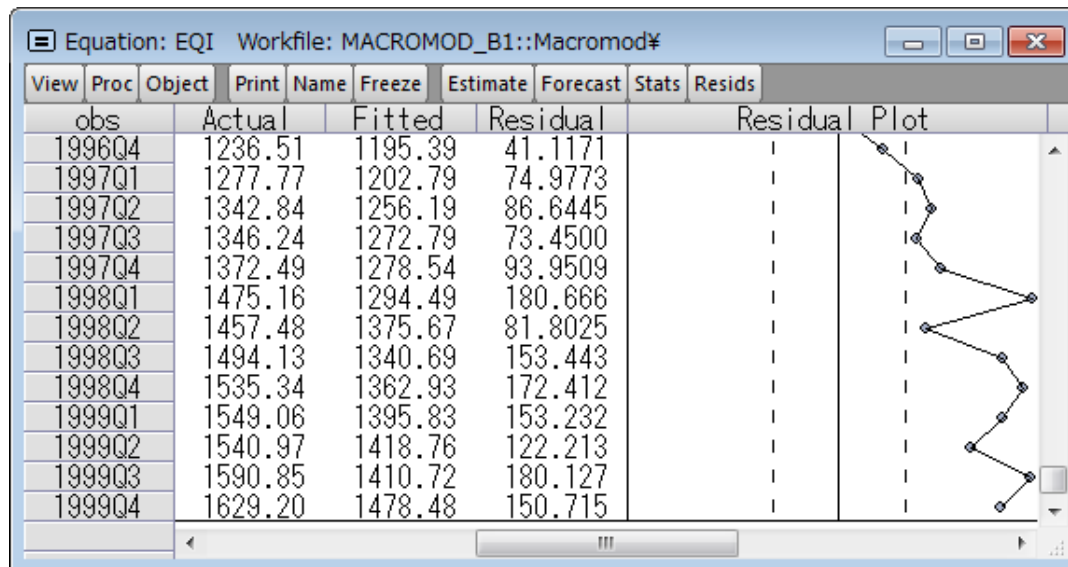 Equation: EQI Workfile: MACROMOD_B1::Macromod¥
View Proc Object Print Name Freeze Estimate Forecast Stats Resids
obs Actual Fitted Residual Residual Plot
1996Q4 1236.51 1195.39 41.1171
1997Q1 1277.77 1202.79 74.9773
1997Q2 1342.84 1256.19 86.6445
1997Q3 1346.24 1272.79 73.4500
1997Q4 1372.49 1278.54 93.9509
1998Q1 1475.16 1294.49 180.666
1998Q2 1457.48 1375.67 81.8025
1998Q3 1494.13 1340.69 153.443
1998Q4 1535.34 1362.93 172.412
1999Q1 1549.06 1395.83 153.232
1999Q2 1540.97 1418.76 122.213
1999Q3 1590.85 1410.72 180.127
1999Q4 1629.20 1478.48 150.715